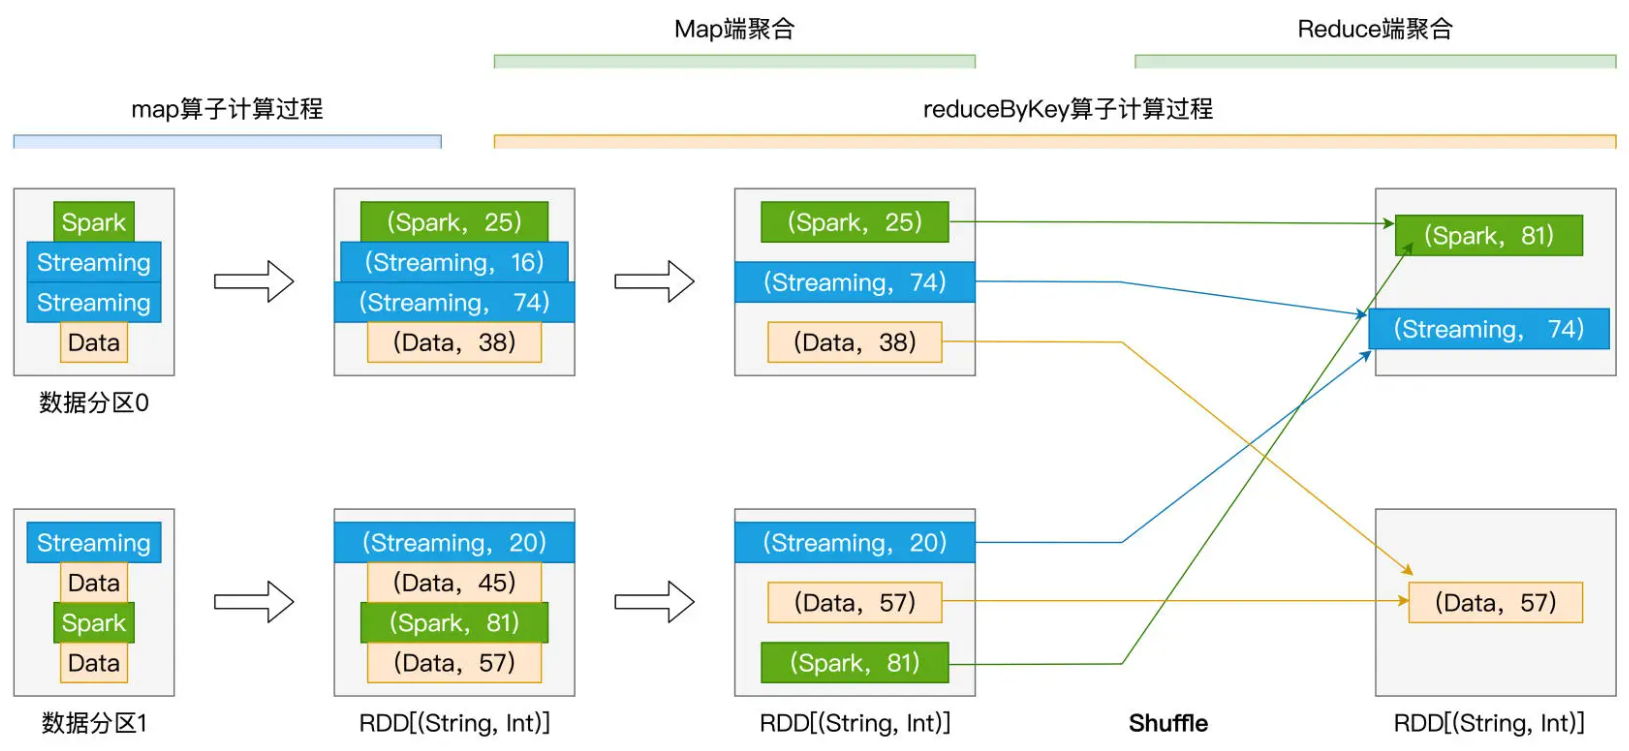 Map端聚合
Reduce端聚合
map算子计算过程
reduceByKey算子计算过程
Spark
Streaming
Streaming
Data
数据分区0
(Spark, 25)
(Streaming, 16)
(Streaming, 74)
(Data, 38)
(Spark, 25)
(Streaming, 74)
(Data, 38)
(Spark, 81)
(Streaming, 74)
Streaming
Data
Spark
Data
数据分区1
(Streaming, 20)
(Data, 45)
(Spark, 81)
(Data, 57)
RDD[(String, Int)]
(Streaming, 20)
(Data, 57)
(Spark, 81)
RDD[(String, Int)]
Shuffle
(Data, 57)
RDD[(String, Int)]